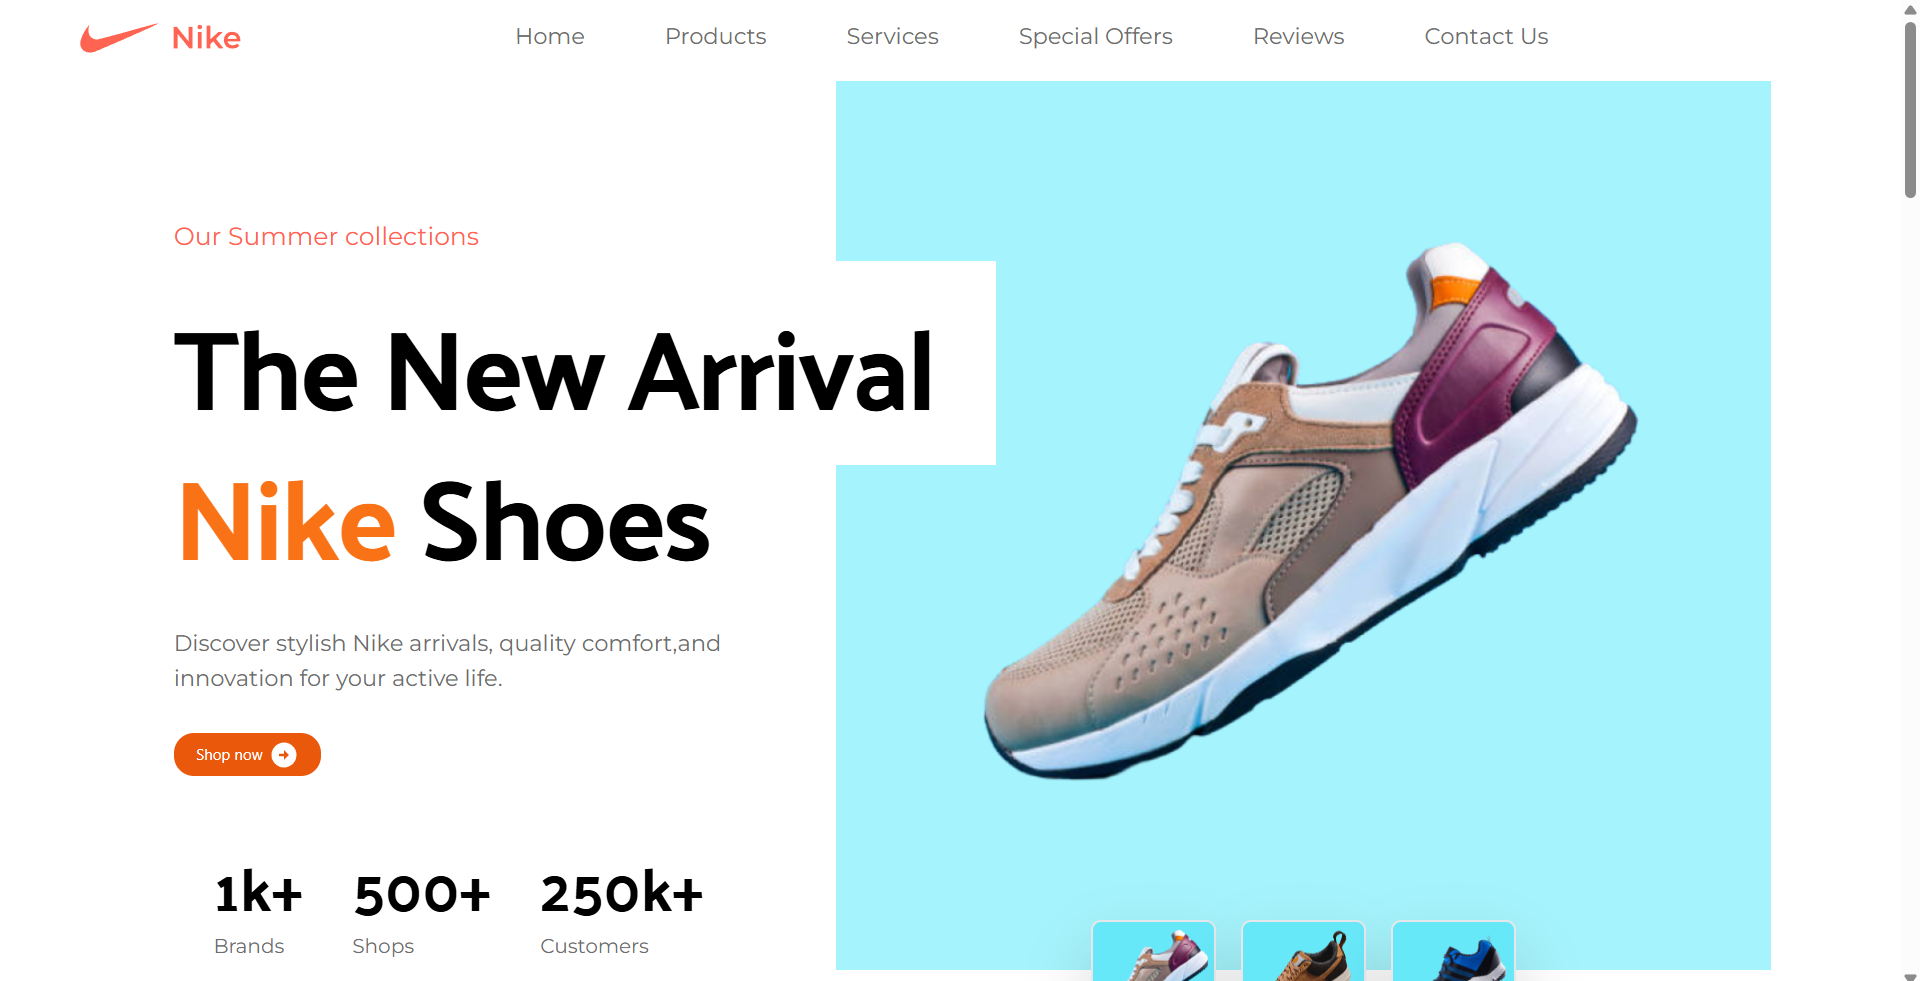 Nike
Home
Products
Services
Special Offers
Reviews
Contact Us
Our Summer collections
The New Arrival
Nike Shoes
Discover stylish Nike arrivals, quality comfort,and
innovation for your active life.
Shop now
1k+
Brands
500+
Shops
250k+
Customers